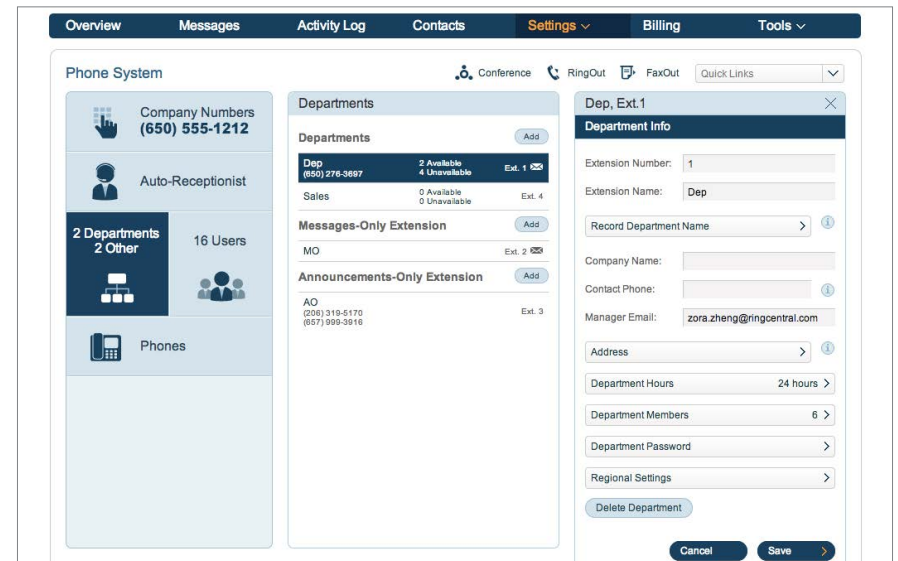 Overview Messages Activity Log Contacts Settings Billing Tools
Phone System
Conference RingOut FaxOut Quick Links
Company Numbers
(650) 555-1212
Auto-Receptionist
2 Departments
2 Other
16 Users
Phones
Departments
Departments Add
Dep 2 Available
(650) 276-3697 4 Unavailable Ext. 1
Sales 0 Available
0 Unavailable Ext. 4
Messages-Only Extension Add
MO Ext. 2
Announcements-Only Extension Add
AO
(206) 319-5170 Ext. 3
(657) 999-3916
Dep, Ext.1
Department Info
Extension Number: 1
Extension Name: Dep
Record Department Name
Company Name:
Contact Phone:
Manager Email: zora.zheng@ringcentral.com
Address
Department Hours 24 hours
Department Members 6
Department Password
Regional Settings
Delete Department
Cancel Save